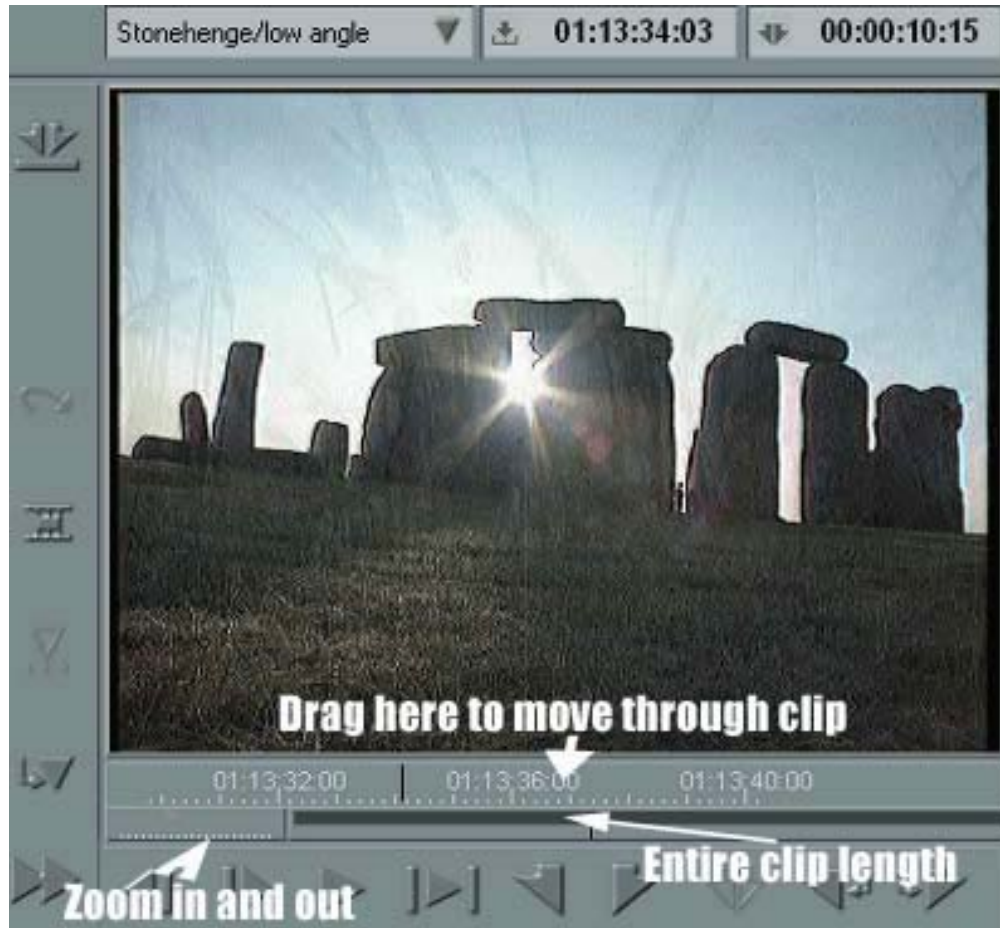 Stonehenge/low angle 01:13:34:03 00:00:10:15
Drag here to move through clip
01:13:32:00 01:13:36:00 01:13:40:00
Entire clip length
Zoom in and out